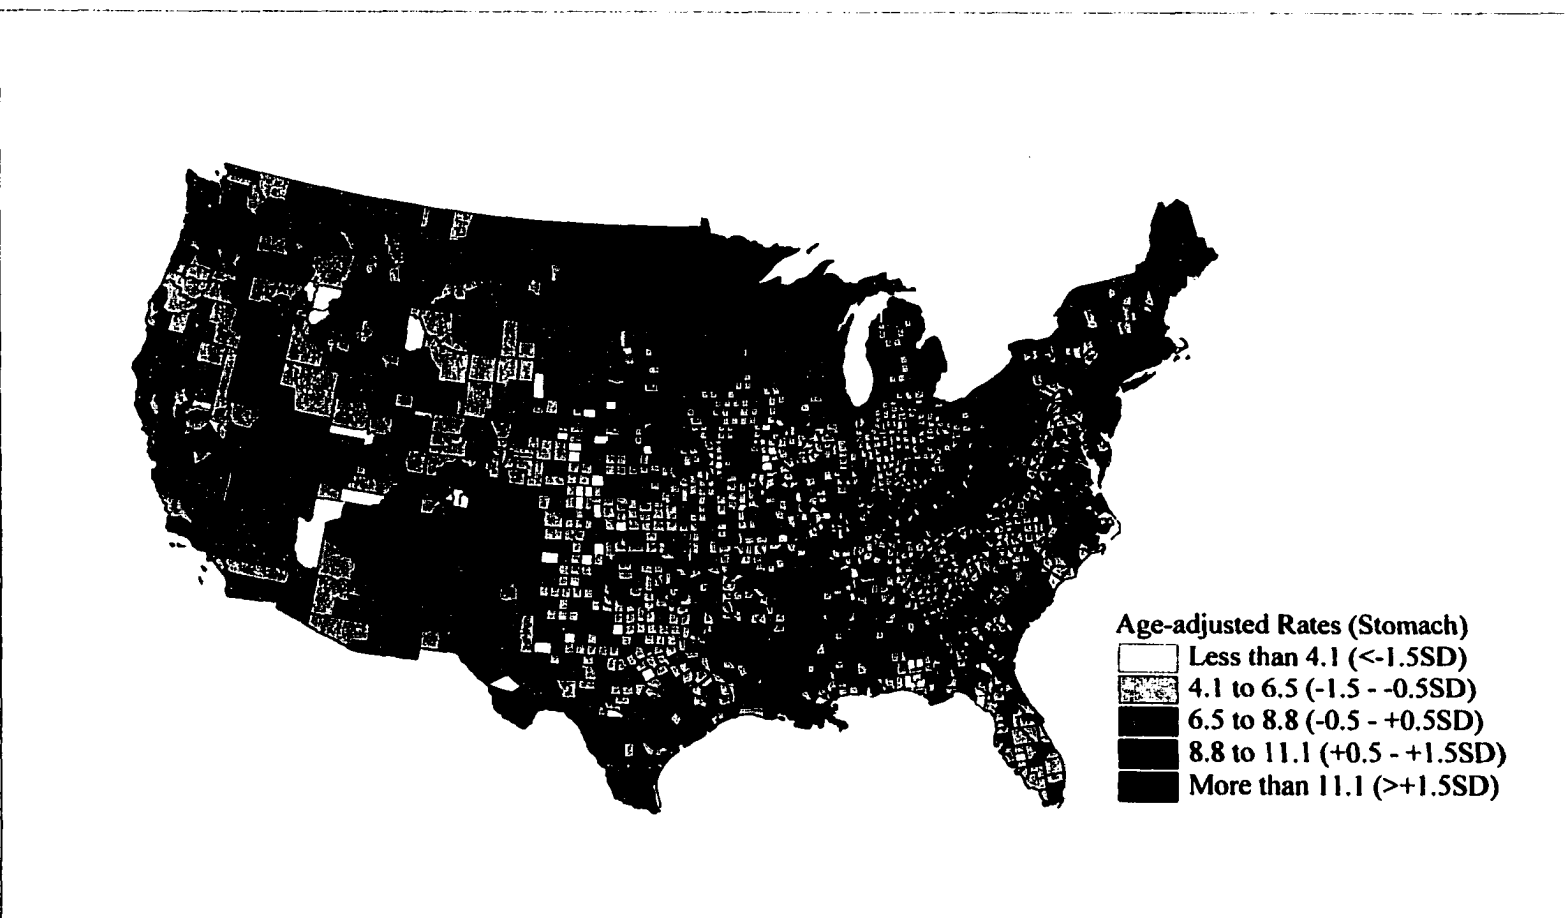 Age-adjusted Rates (Stomach)
Less than 4.1 (<-1.5SD)
4.1 to 6.5 (-1.5 - -0.5SD)
6.5 to 8.8 (-0.5 - +0.5SD)
8.8 to 11.1 (+0.5 - +1.5SD)
More than 11.1 (>+1.5SD)